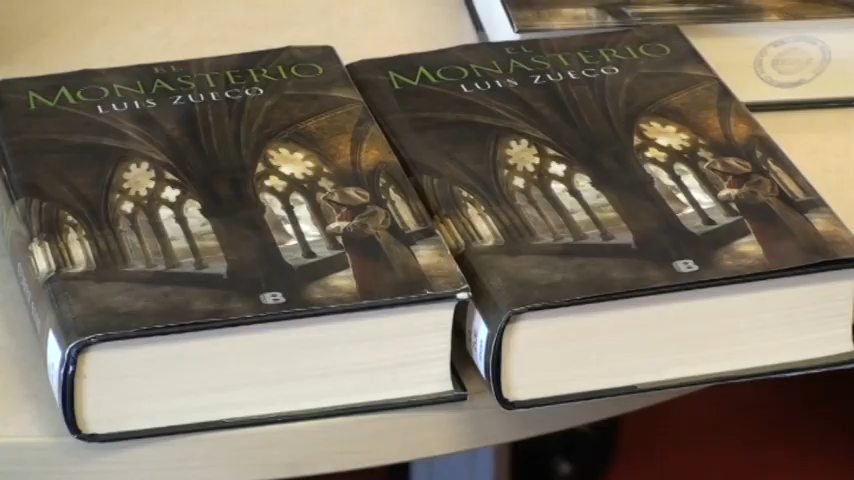 EL
MONASTERIO
LUIS ZUECO
B
EL
MONASTERIO
LUIS ZUECO
B